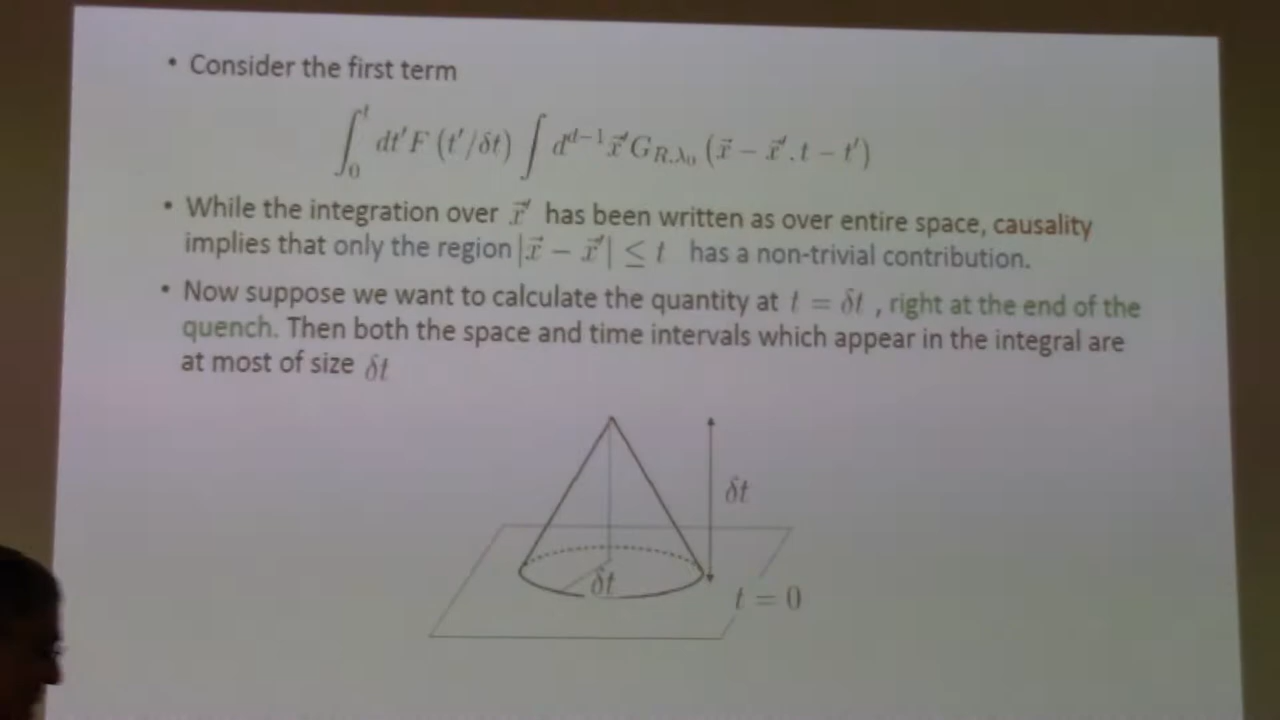 • Consider the first term
∫₀ᵗ dt′F (t′/δt) ∫ d^{d−1}x⃗′ G_{R,λ₀} (x⃗ − x⃗′, t − t′)
• While the integration over x⃗′ has been written as over entire space, causality
implies that only the region |x⃗ − x⃗′| ≤ t has a non-trivial contribution.
• Now suppose we want to calculate the quantity at t = δt , right at the end of the
quench. Then both the space and time intervals which appear in the integral are
at most of size δt
δt
δt
t = 0